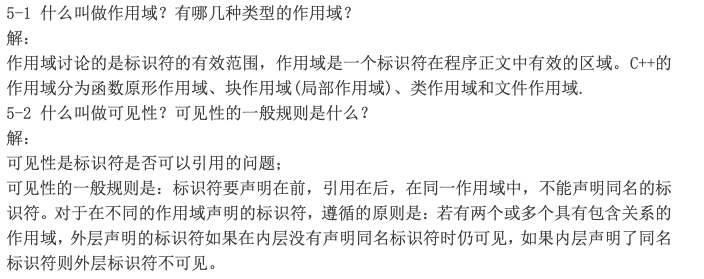 5-1 什么叫做作用域？有哪几种类型的作用域？
解：
作用域讨论的是标识符的有效范围，作用域是一个标识符在程序正文中有效的区域。C++的
作用域分为函数原形作用域、块作用域(局部作用域)、类作用域和文件作用域.
5-2 什么叫做可见性？可见性的一般规则是什么？
解：
可见性是标识符是否可以引用的问题；
可见性的一般规则是：标识符要声明在前，引用在后，在同一作用域中，不能声明同名的标
识符。对于在不同的作用域声明的标识符，遵循的原则是：若有两个或多个具有包含关系的
作用域，外层声明的标识符如果在内层没有声明同名标识符时仍可见，如果内层声明了同名
标识符则外层标识符不可见。